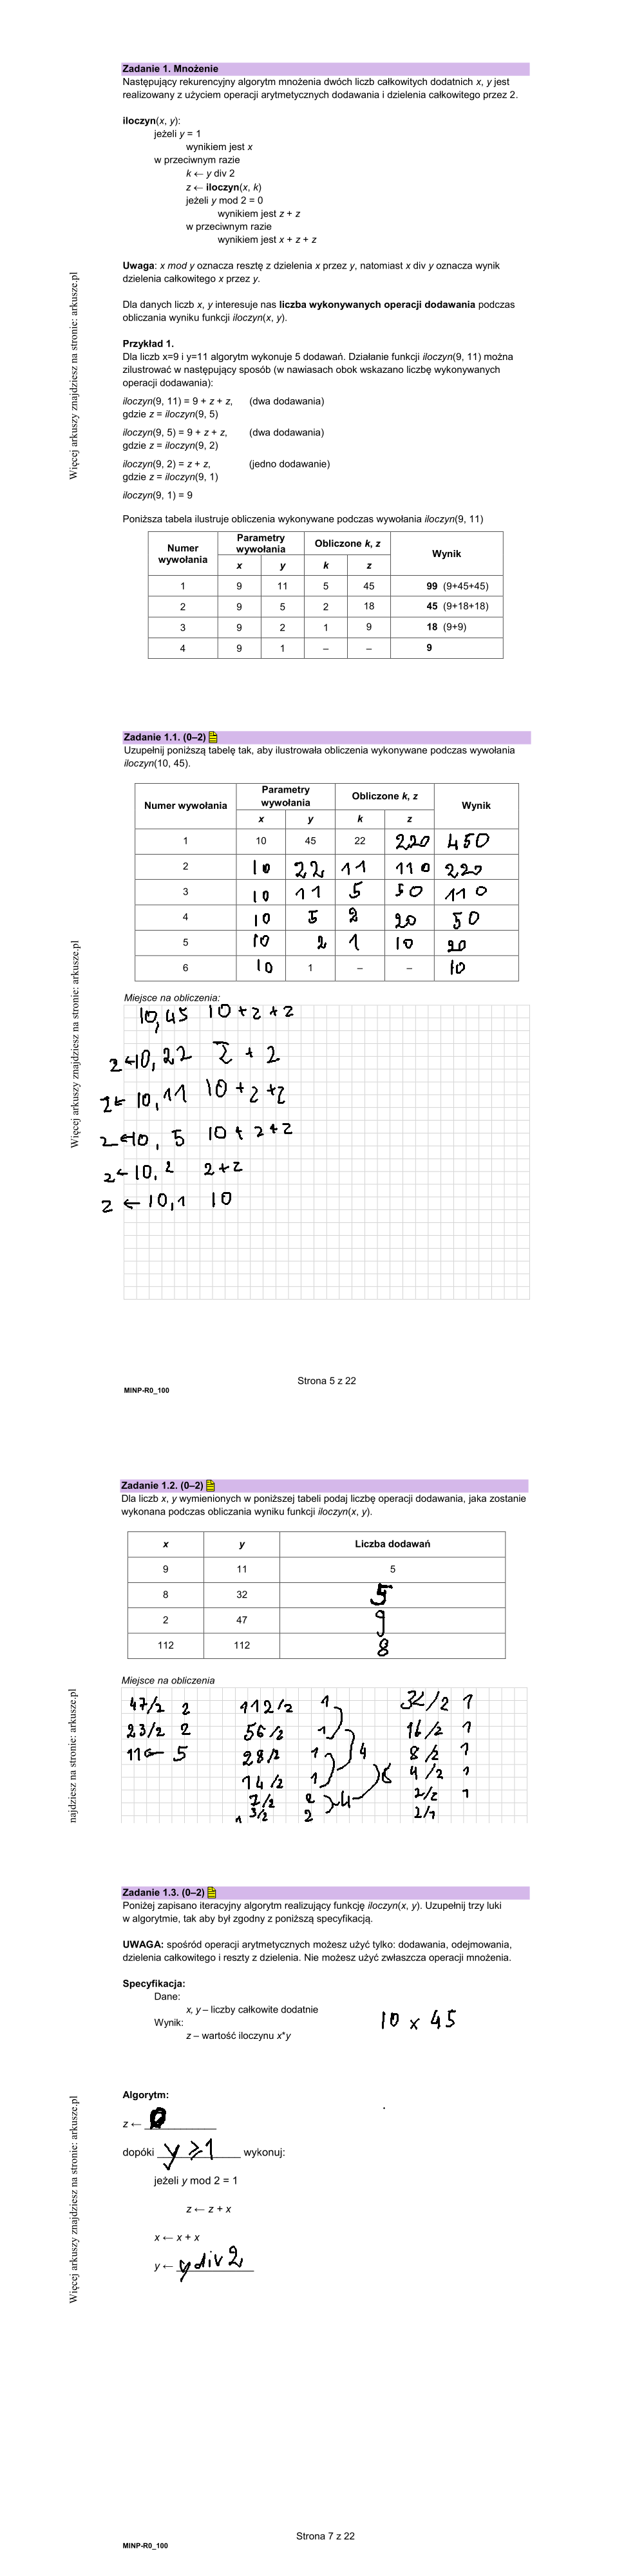 Zadanie 1. Mnożenie
Następujący rekurencyjny algorytm mnożenia dwóch liczb całkowitych dodatnich x, y jest
realizowany z użyciem operacji arytmetycznych dodawania i dzielenia całkowitego przez 2.
iloczyn(x, y):
jeżeli y = 1
wynikiem jest x
w przeciwnym razie
k ← y div 2
z ← iloczyn(x, k)
jeżeli y mod 2 = 0
wynikiem jest z + z
w przeciwnym razie
wynikiem jest x + z + z
Uwaga: x mod y oznacza resztę z dzielenia x przez y, natomiast x div y oznacza wynik
dzielenia całkowitego x przez y.
Dla danych liczb x, y interesuje nas liczba wykonywanych operacji dodawania podczas
obliczania wyniku funkcji iloczyn(x, y).
Przykład 1.
Dla liczb x=9 i y=11 algorytm wykonuje 5 dodawań. Działanie funkcji iloczyn(9, 11) można
zilustrować w następujący sposób (w nawiasach obok wskazano liczbę wykonywanych
operacji dodawania):
iloczyn(9, 11) = 9 + z + z, (dwa dodawania)
gdzie z = iloczyn(9, 5)
iloczyn(9, 5) = 9 + z + z, (dwa dodawania)
gdzie z = iloczyn(9, 2)
iloczyn(9, 2) = z + z, (jedno dodawanie)
gdzie z = iloczyn(9, 1)
iloczyn(9, 1) = 9
Poniższa tabela ilustruje obliczenia wykonywane podczas wywołania iloczyn(9, 11)
Numer wywołania Parametry wywołania Obliczone k, z Wynik
x y k z
1 9 11 5 45 99 (9+45+45)
2 9 5 2 18 45 (9+18+18)
3 9 2 1 9 18 (9+9)
4 9 1 – – 9
Więcej arkuszy znajdziesz na stronie: arkusze.pl
Zadanie 1.1. (0–2)
Uzupełnij poniższą tabelę tak, aby ilustrowała obliczenia wykonywane podczas wywołania
iloczyn(10, 45).
Numer wywołania Parametry wywołania Obliczone k, z Wynik
x y k z
1 10 45 22 220 450
2 10 22 11 110 220
3 10 11 5 50 110
4 10 5 2 20 50
5 10 2 1 10 20
6 10 1 – – 10
Miejsce na obliczenia:
10,45 10+z+z
z←10,22 z + z
z← 10,11 10+z+z
z←10, 5 10+z+z
z←10,2 z+z
z ← 10,1 10
Więcej arkuszy znajdziesz na stronie: arkusze.pl
Strona 5 z 22
MINP-R0_100
Zadanie 1.2. (0–2)
Dla liczb x, y wymienionych w poniższej tabeli podaj liczbę operacji dodawania, jaka zostanie
wykonana podczas obliczania wyniku funkcji iloczyn(x, y).
x y Liczba dodawań
9 11 5
8 32 5
2 47 9
112 112 8
Miejsce na obliczenia
47/2 2 112/2 1 32/2 1
23/2 2 56/2 1 16/2 1
11← 5 28/2 1 4 8/2 1
14/2 1 8 4/2 1
7/2 2 4 2/2 1
3/2 2 2/1
najdziesz na stronie: arkusze.pl
Zadanie 1.3. (0–2)
Poniżej zapisano iteracyjny algorytm realizujący funkcję iloczyn(x, y). Uzupełnij trzy luki
w algorytmie, tak aby był zgodny z poniższą specyfikacją.
UWAGA: spośród operacji arytmetycznych możesz użyć tylko: dodawania, odejmowania,
dzielenia całkowitego i reszty z dzielenia. Nie możesz użyć zwłaszcza operacji mnożenia.
Specyfikacja:
Dane:
x, y – liczby całkowite dodatnie
Wynik: 10 x 45
z – wartość iloczynu x*y
Algorytm:
z ← 0
dopóki y ⩾ 1 wykonuj:
jeżeli y mod 2 = 1
z ← z + x
x ← x + x
y ← y div 2
Więcej arkuszy znajdziesz na stronie: arkusze.pl
Strona 7 z 22
MINP-R0_100